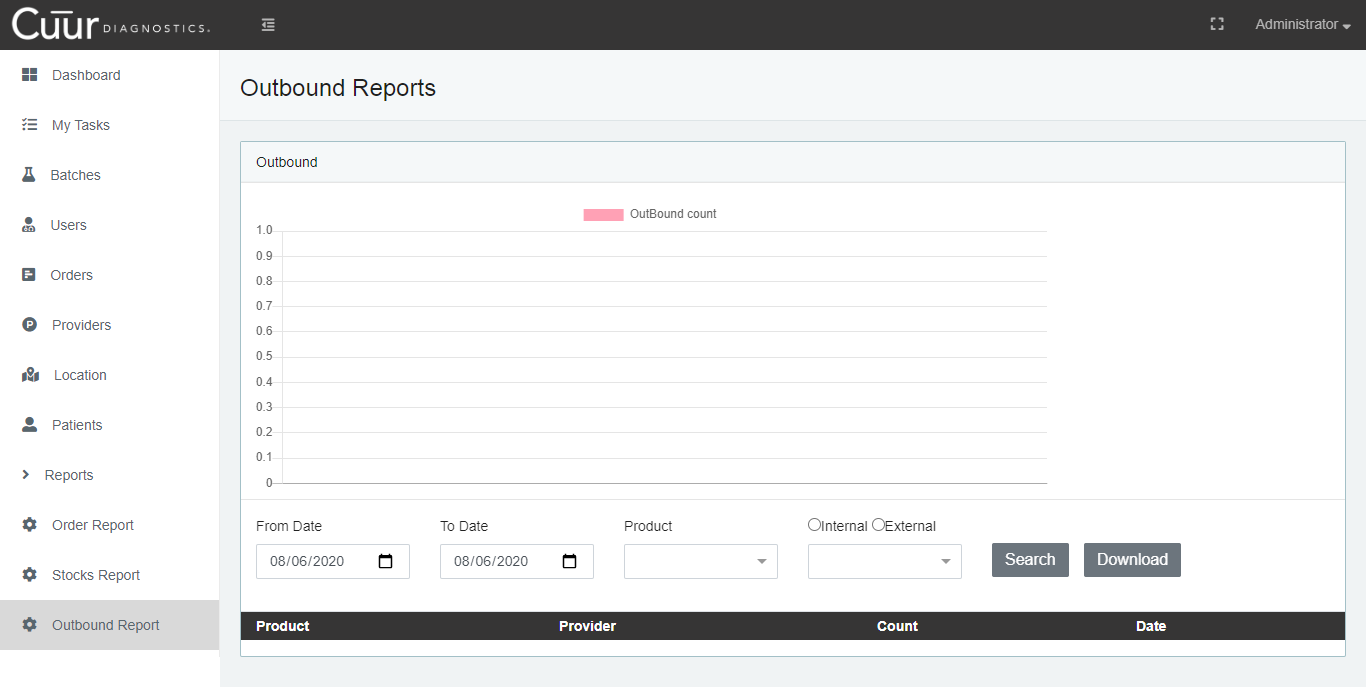 Cuur DIAGNOSTICS.
Administrator
Dashboard
My Tasks
Batches
Users
Orders
Providers
Location
Patients
Reports
Order Report
Stocks Report
Outbound Report
Outbound Reports
Outbound
OutBound count
1.0
0.9
0.8
0.7
0.6
0.5
0.4
0.3
0.2
0.1
0
From Date To Date Product Internal External
08/06/2020 08/06/2020 Search Download
Product Provider Count Date